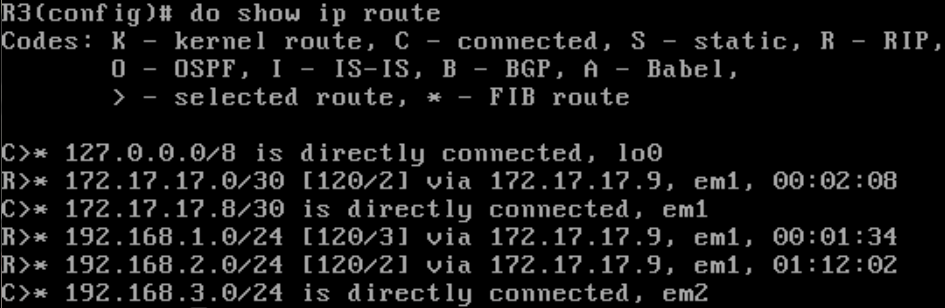 R3(config)# do show ip route
Codes: K - kernel route, C - connected, S - static, R - RIP,
       O - OSPF, I - IS-IS, B - BGP, A - Babel,
       > - selected route, * - FIB route

C>* 127.0.0.0/8 is directly connected, lo0
R>* 172.17.17.0/30 [120/2] via 172.17.17.9, em1, 00:02:08
C>* 172.17.17.8/30 is directly connected, em1
R>* 192.168.1.0/24 [120/3] via 172.17.17.9, em1, 00:01:34
R>* 192.168.2.0/24 [120/2] via 172.17.17.9, em1, 01:12:02
C>* 192.168.3.0/24 is directly connected, em2